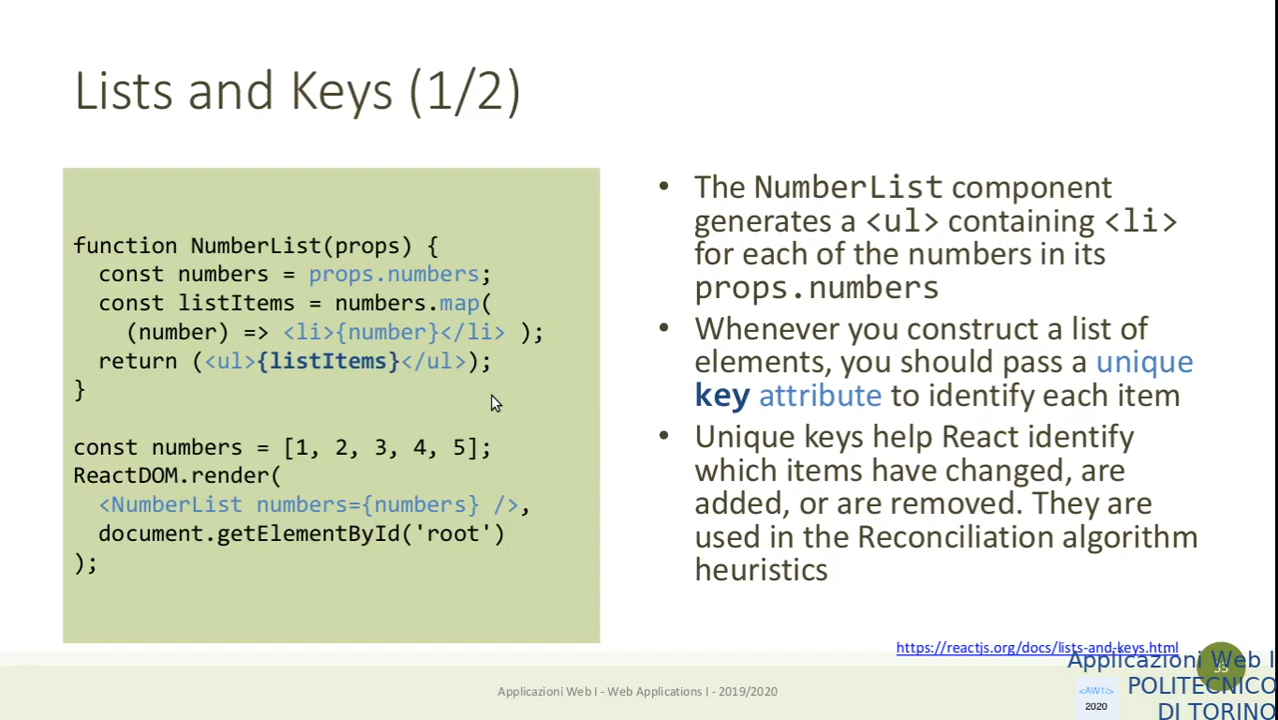 Lists and Keys (1/2)
function NumberList(props) {
const numbers = props.numbers;
const listItems = numbers.map(
(number) => <li>{number}</li> );
return (<ul>{listItems}</ul>);
}
const numbers = [1, 2, 3, 4, 5];
ReactDOM.render(
<NumberList numbers={numbers} />,
document.getElementById('root')
);
• The NumberList component
generates a <ul> containing <li>
for each of the numbers in its
props.numbers
• Whenever you construct a list of
elements, you should pass a unique
key attribute to identify each item
• Unique keys help React identify
which items have changed, are
added, or are removed. They are
used in the Reconciliation algorithm
heuristics
https://reactjs.org/docs/lists-and-keys.html
Applicazioni Web I - Web Applications I - 2019/2020
Applicazioni Web I
POLITECNICO
DI TORINO
<AW1/>
2020